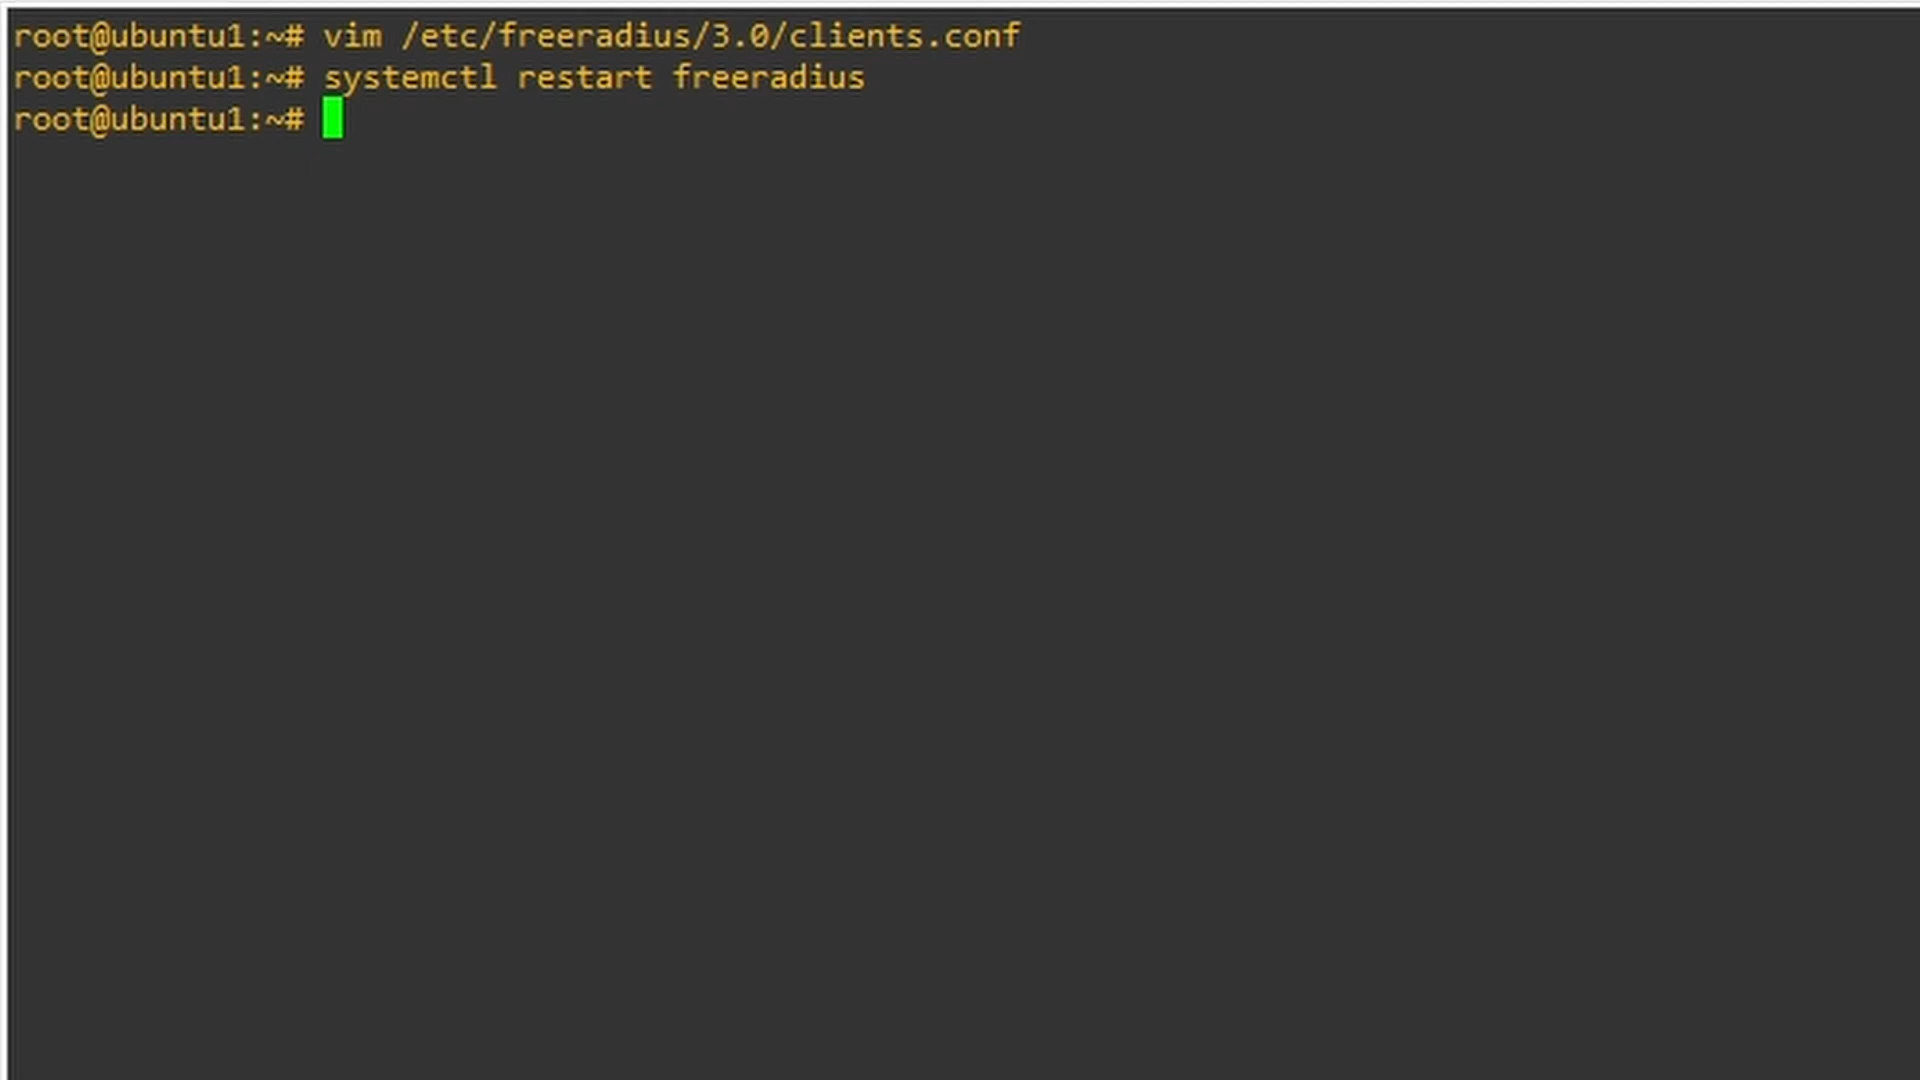 root@ubuntu1:~# vim /etc/freeradius/3.0/clients.conf
root@ubuntu1:~# systemctl restart freeradius
root@ubuntu1:~#